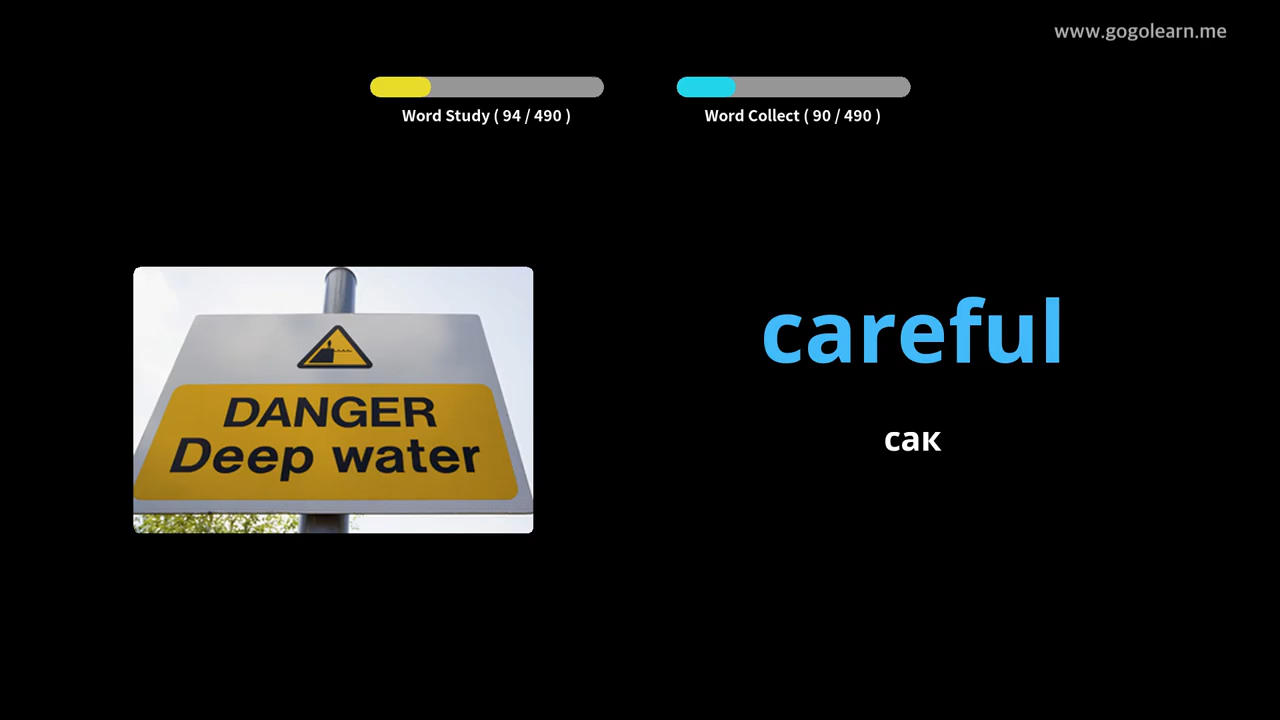 www.gogolearn.me
Word Study ( 94 / 490 )
Word Collect ( 90 / 490 )
DANGER
Deep water
careful
сак